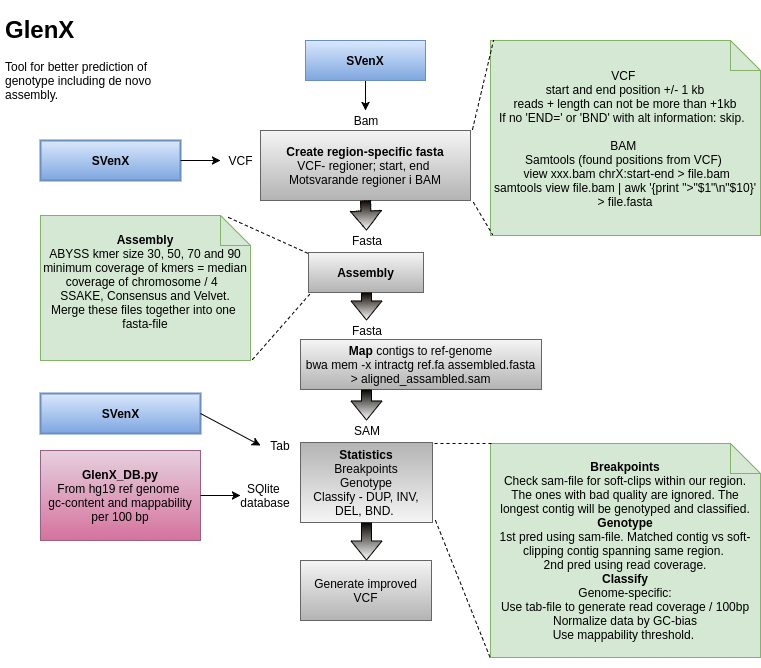 GlenX
Tool for better prediction of
genotype including de novo
assembly.
SVenX
Bam
SVenX
VCF
Create region-specific fasta
VCF- regioner; start, end
Motsvarande regioner i BAM
VCF
start and end position +/- 1 kb
reads + length can not be more than +1kb
If no 'END=' or 'BND' with alt information: skip.
BAM
Samtools (found positions from VCF)
view xxx.bam chrX:start-end > file.bam
samtools view file.bam | awk '{print ">"$1"\n"$10}'
> file.fasta
Fasta
Assembly
ABYSS kmer size 30, 50, 70 and 90
minimum coverage of kmers = median
coverage of chromosome / 4
SSAKE, Consensus and Velvet.
Merge these files together into one
fasta-file
Assembly
Fasta
Map contigs to ref-genome
bwa mem -x intractg ref.fa assembled.fasta
> aligned_assambled.sam
SAM
SVenX
Tab
GlenX_DB.py
From hg19 ref genome
gc-content and mappability
per 100 bp
SQlite
database
Statistics
Breakpoints
Genotype
Classify - DUP, INV,
DEL, BND.
Breakpoints
Check sam-file for soft-clips within our region.
The ones with bad quality are ignored. The
longest contig will be genotyped and classified.
Genotype
1st pred using sam-file. Matched contig vs soft-
clipping contig spanning same region.
2nd pred using read coverage.
Classify
Genome-specific:
Use tab-file to generate read coverage / 100bp
Normalize data by GC-bias
Use mappability threshold.
Generate improved
VCF